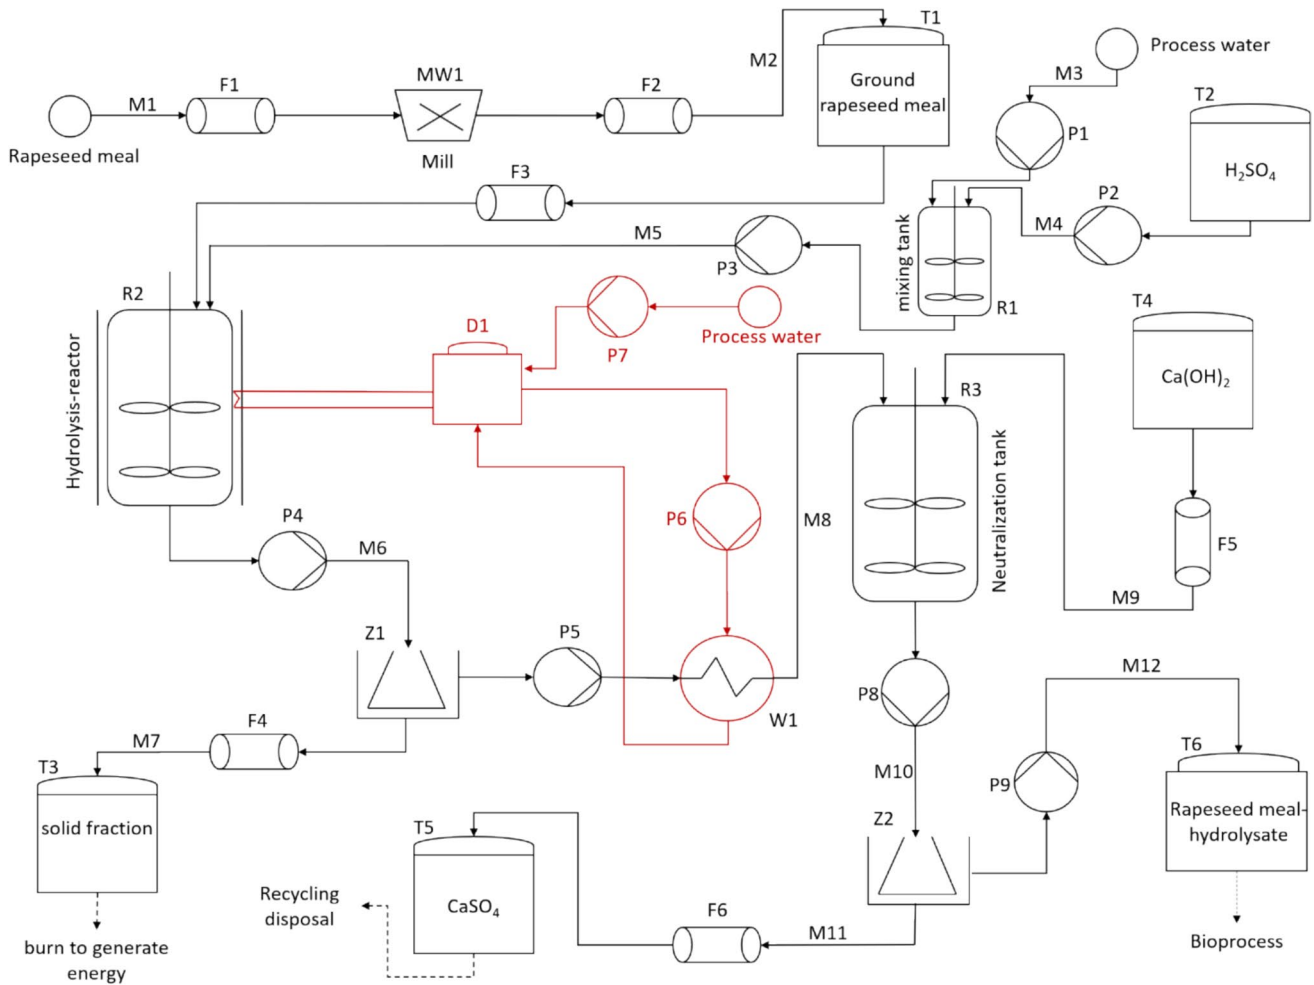 T1
M2
Process water
M3
MW1
F1
F2
M1
Ground
rapeseed meal
T2
P1
Rapeseed meal
Mill
H₂SO₄
F3
P2
M4
M5
mixing tank
P3
R1
R2
D1
Process water
P7
T4
Ca(OH)₂
Hydrolysis-reactor
R3
Neutralization tank
P4
P6
M8
M6
F5
M9
Z1
P5
W1
M12
P8
F4
M7
T3
T6
M10
P9
solid fraction
T5
Z2
Rapeseed meal-
hydrolysate
Recycling
disposal
CaSO₄
F6
M11
Bioprocess
burn to generate
energy